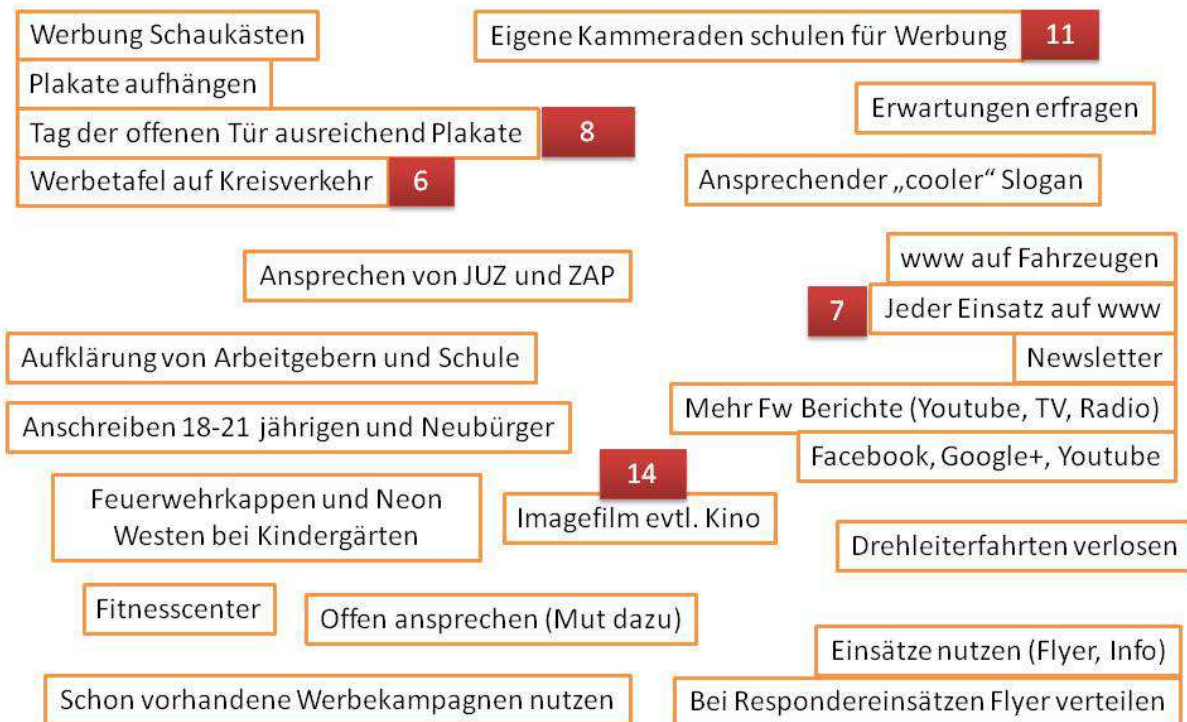 Werbung Schaukästen
Eigene Kammeraden schulen für Werbung 11
Plakate aufhängen
Erwartungen erfragen
Tag der offenen Tür ausreichend Plakate 8
Werbetafel auf Kreisverkehr 6
Ansprechender „cooler“ Slogan
www auf Fahrzeugen
Ansprechen von JUZ und ZAP
7 Jeder Einsatz auf www
Aufklärung von Arbeitgebern und Schule
Newsletter
Mehr Fw Berichte (Youtube, TV, Radio)
Anschreiben 18-21 jährigen und Neubürger
Facebook, Google+, Youtube
14
Imagefilm evtl. Kino
Feuerwehrkappen und Neon
Westen bei Kindergärten
Drehleiterfahrten verlosen
Fitnesscenter
Offen ansprechen (Mut dazu)
Einsätze nutzen (Flyer, Info)
Schon vorhandene Werbekampagnen nutzen
Bei Respondereinsätzen Flyer verteilen